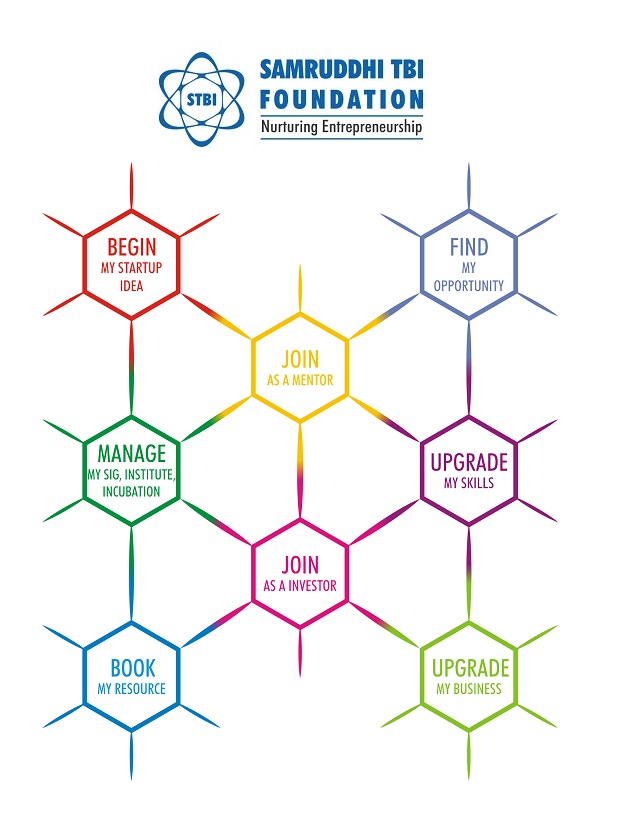 STBI
SAMRUDDHI TBI
FOUNDATION
Nurturing Entrepreneurship
BEGIN
MY STARTUP
IDEA
FIND
MY
OPPORTUNITY
JOIN
AS A MENTOR
MANAGE
MY SIG, INSTITUTE,
INCUBATION
UPGRADE
MY SKILLS
JOIN
AS A INVESTOR
BOOK
MY RESOURCE
UPGRADE
MY BUSINESS